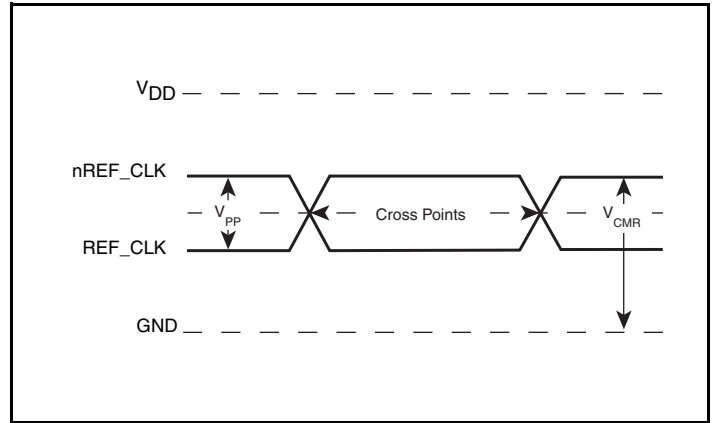 VDD
nREF_CLK
VPP
Cross Points
VCMR
REF_CLK
GND